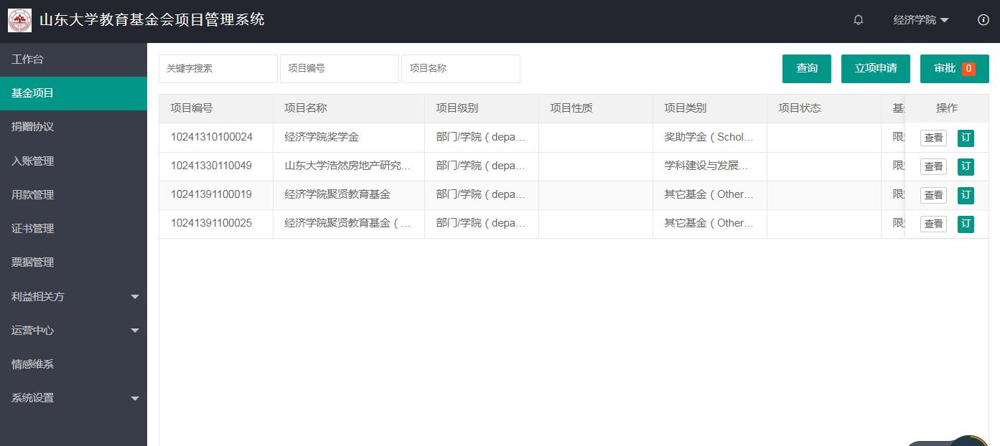 山东大学教育基金会项目管理系统
经济学院
工作台
基金项目
捐赠协议
入账管理
用款管理
证书管理
票据管理
利益相关方
运营中心
情感维系
系统设置
关键字搜索 项目编号 项目名称 查询 立项申请 审批 0
项目编号 项目名称 项目级别 项目性质 项目类别 项目状态 基 操作
10241310100024 经济学院奖学金 部门/学院（depa... 奖助学金（Schol... 限 查看 订
10241330110049 山东大学浩然房地产研究... 部门/学院（depa... 学科建设与发展... 限 查看 订
10241391100019 经济学院聚贤教育基金 部门/学院（depa... 其它基金（Other... 限 查看 订
10241391100025 经济学院聚贤教育基金（... 部门/学院（depa... 其它基金（Other... 限 查看 订